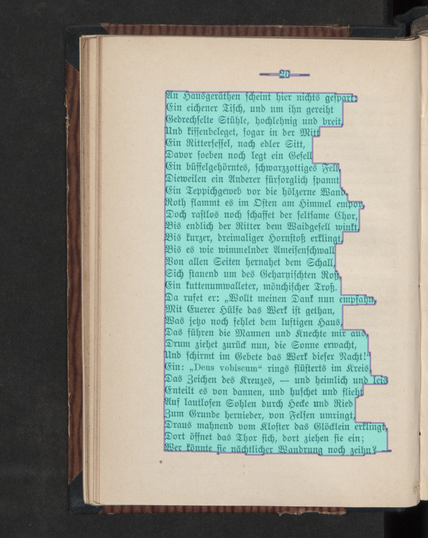 20
An Hausgeräthen scheint hier nichts gespart:
Ein eichener Tisch, und um ihn gereiht
Gedrechselte Stühle, hochlehnig und breit,
Und kissenbeleget, sogar in der Mitt
Ein Rittersessel, nach edler Sitt,
Davor soeben noch legt ein Gesell
Ein büffelgehörntes, schwarzzottiges Fell,
Dieweilen ein Anderer fürsorglich spannt
Ein Teppichgeweb vor die hölzerne Wand.
Roth flammt es im Osten am Himmel empor,
Doch rastlos noch schaffet der seltsame Chor,
Bis endlich der Ritter dem Waidgesell winkt,
Bis kurzer, dreimaliger Hornstoß erklingt,
Bis es wie wimmelnder Ameisenschwall
Von allen Seiten hernahet dem Schall,
Sich stauend um des Geharnischten Roß,
Ein kuttenumwalleter, mönchischer Troß.
Da rufet er: „Wollt meinen Dank nun empfahn,
Mit Euerer Hülfe das Werk ist gethan,
Was jetzo noch fehlet dem lustigen Haus,
Das führen die Mannen und Knechte mir aus,
Drum ziehet zurück nun, die Sonne erwacht,
Und schirmt im Gebete das Werk dieser Nacht!“
Ein: „Deus vobiscum“ rings flüsterts im Kreis,
Das Zeichen des Kreuzes, — und heimlich und leis
Enteilt es von dannen, und huschet und flieht
Auf lautlosen Sohlen durch Hecke und Ried,
Zum Grunde hernieder, von Felsen umringt,
Draus mahnend vom Kloster das Glöcklein erklingt,
Dort öffnet das Thor sich, dort ziehen sie ein;
Wer könnte sie nächtlicher Wandrung noch zeihn?